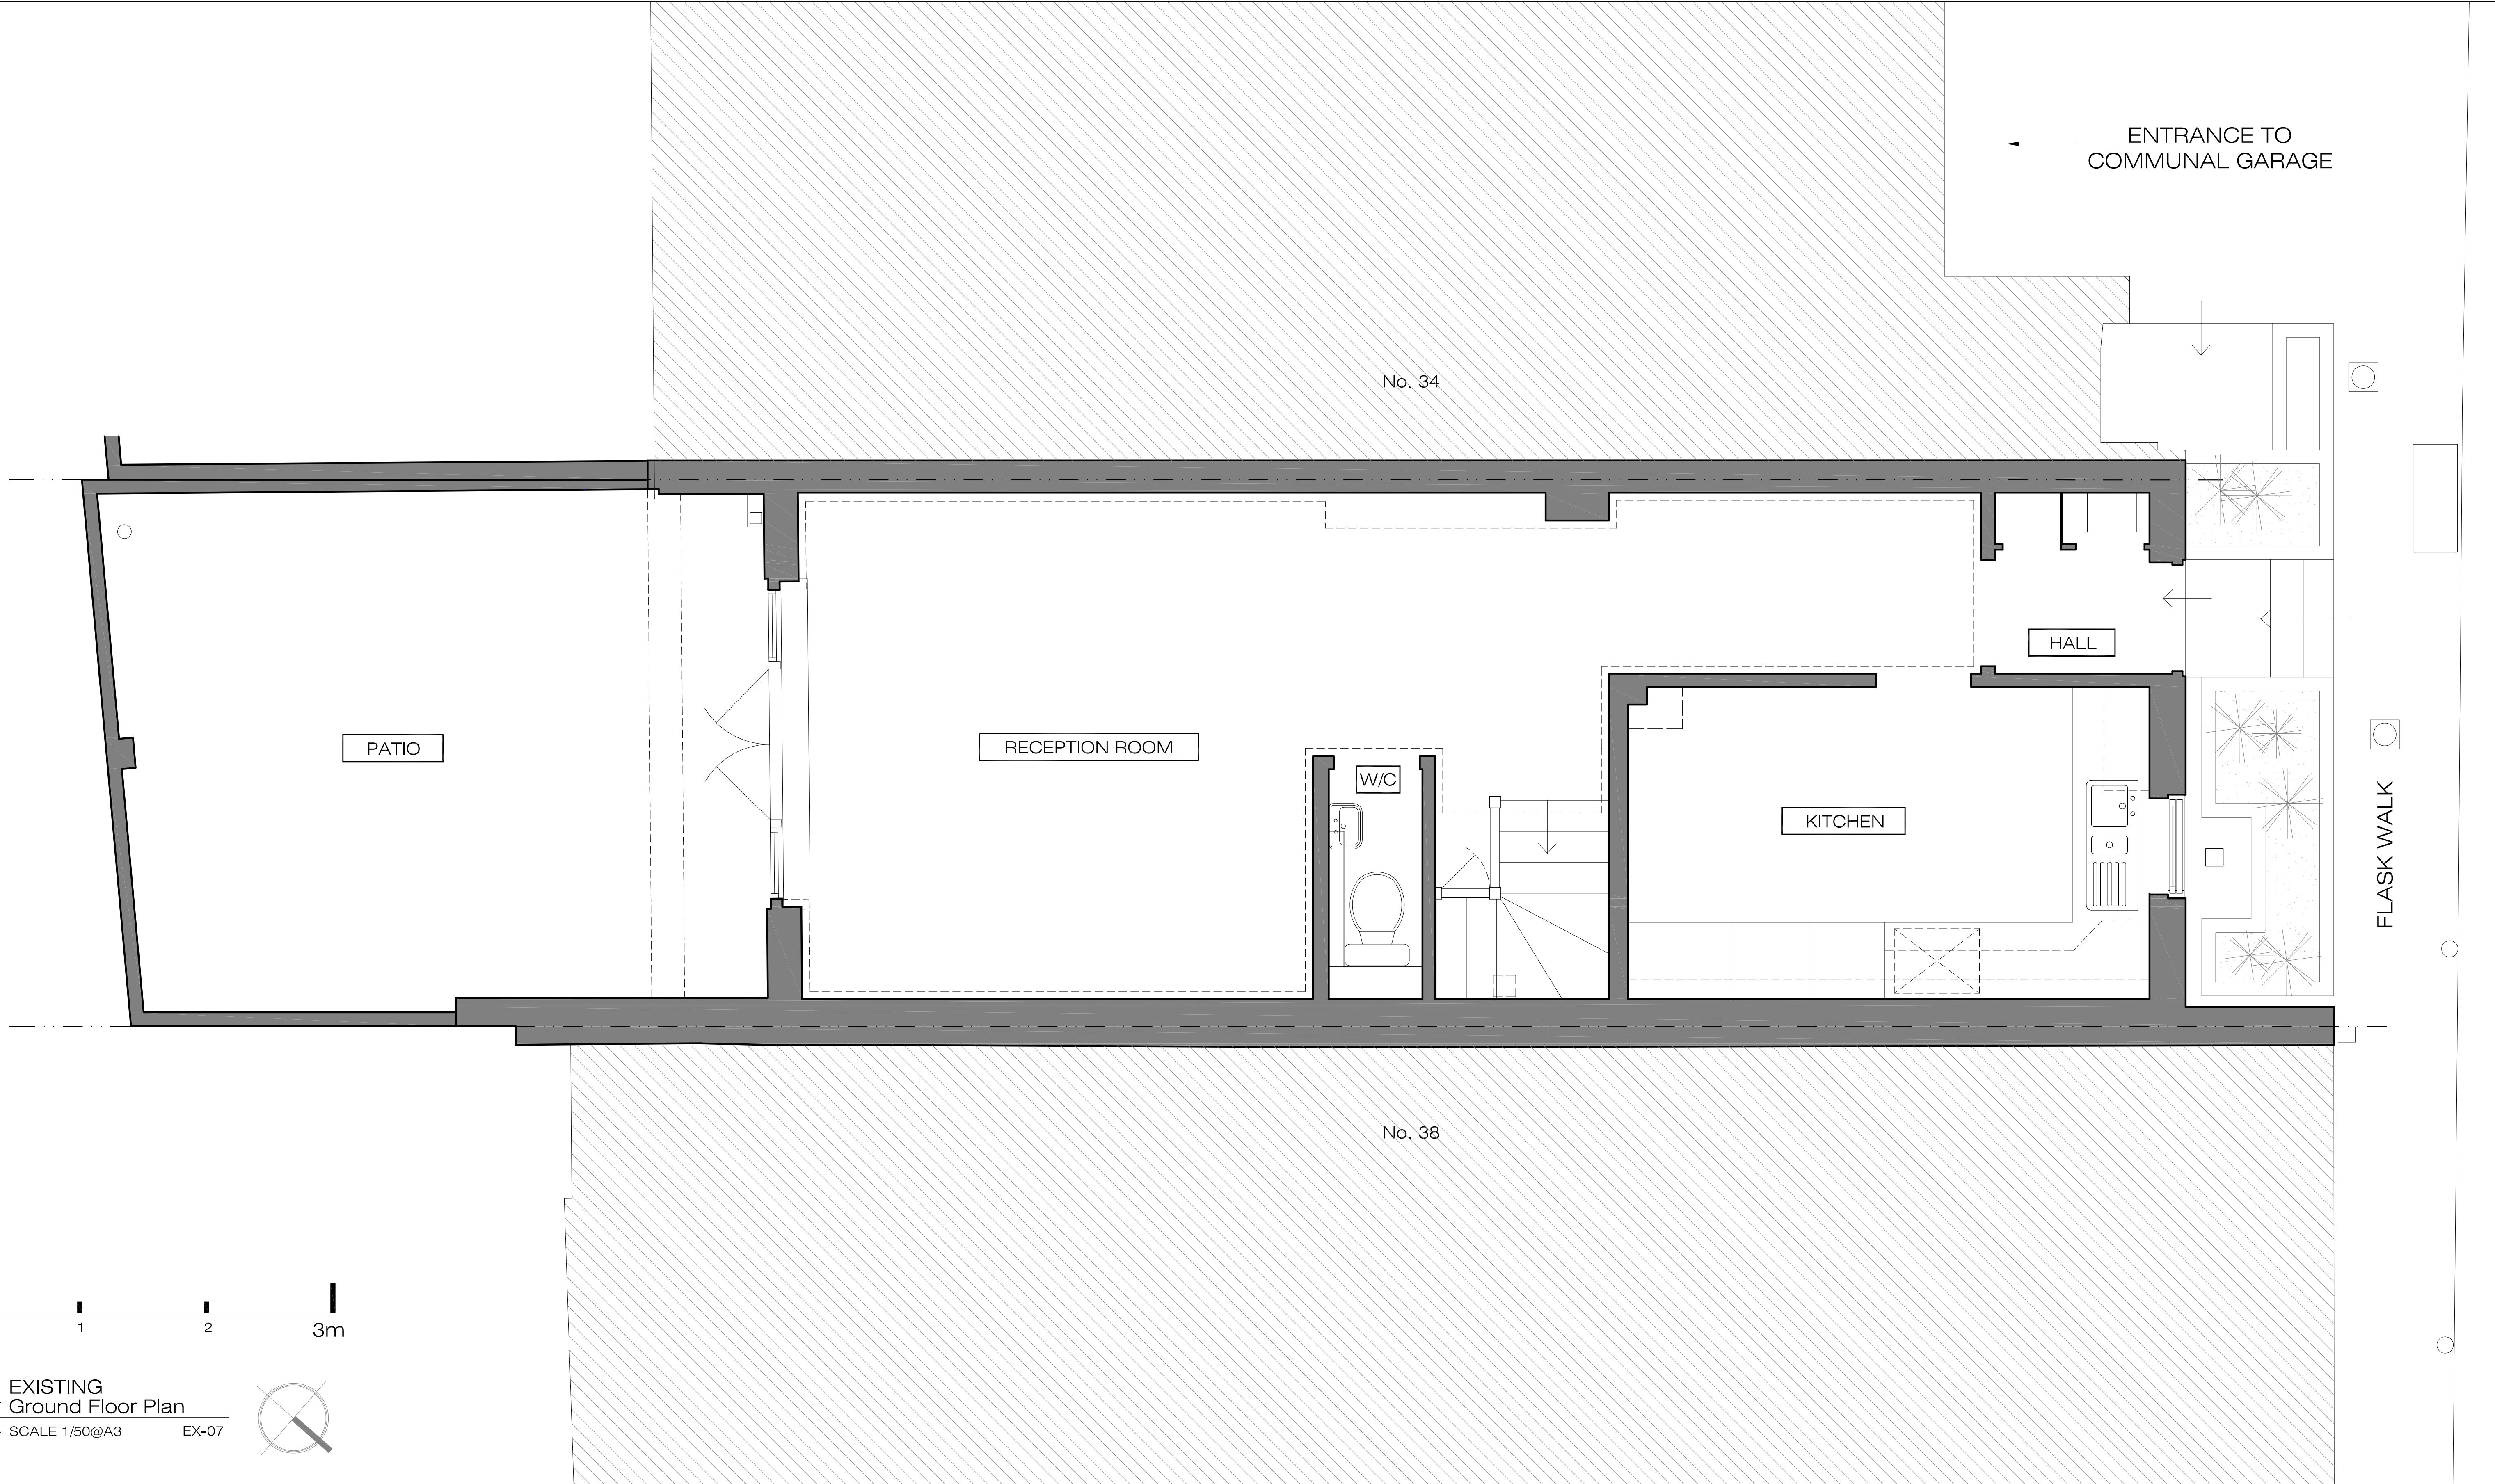 ENTRANCE TO
COMMUNAL GARAGE
No. 34
HALL
PATIO
RECEPTION ROOM
W/C
KITCHEN
FLASK WALK
No. 38
1
2
3m
EXISTING
Ground Floor Plan
SCALE 1/50@A3
EX-07